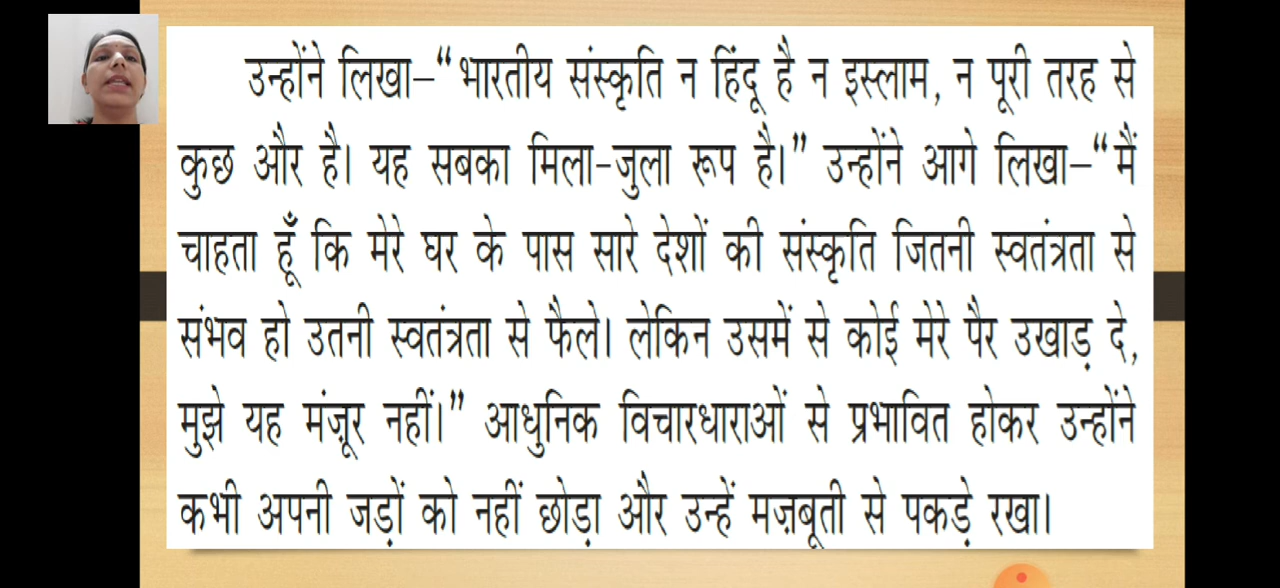 उन्होंने लिखा–“भारतीय संस्कृति न हिंदू है न इस्लाम, न पूरी तरह से
कुछ और है। यह सबका मिला-जुला रूप है।” उन्होंने आगे लिखा–“मैं
चाहता हूँ कि मेरे घर के पास सारे देशों की संस्कृति जितनी स्वतंत्रता से
संभव हो उतनी स्वतंत्रता से फैले। लेकिन उसमें से कोई मेरे पैर उखाड़ दे,
मुझे यह मंज़ूर नहीं।” आधुनिक विचारधाराओं से प्रभावित होकर उन्होंने
कभी अपनी जड़ों को नहीं छोड़ा और उन्हें मज़बूती से पकड़े रखा।